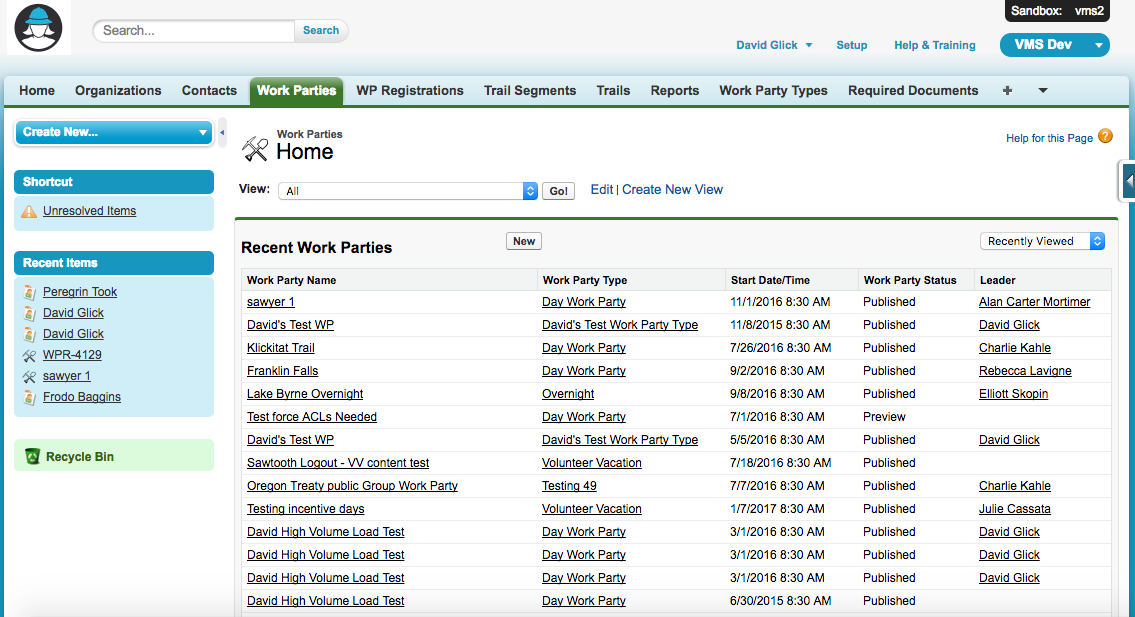 Sandbox: vms2
Search...
Search
David Glick Setup Help & Training VMS Dev
Home Organizations Contacts Work Parties WP Registrations Trail Segments Trails Reports Work Party Types Required Documents +
Create New...
Shortcut
Unresolved Items
Recent Items
Peregrin Took
David Glick
David Glick
WPR-4129
sawyer 1
Frodo Baggins
Recycle Bin
Work Parties
Home
Help for this Page ?
View: All Go! Edit | Create New View
Recent Work Parties New Recently Viewed
Work Party Name Work Party Type Start Date/Time Work Party Status Leader
sawyer 1 Day Work Party 11/1/2016 8:30 AM Published Alan Carter Mortimer
David's Test WP David's Test Work Party Type 11/8/2015 8:30 AM Published David Glick
Klickitat Trail Day Work Party 7/26/2016 8:30 AM Published Charlie Kahle
Franklin Falls Day Work Party 9/2/2016 8:30 AM Published Rebecca Lavigne
Lake Byrne Overnight Overnight 9/8/2016 8:30 AM Published Elliott Skopin
Test force ACLs Needed Day Work Party 7/1/2016 8:30 AM Preview
David's Test WP David's Test Work Party Type 5/5/2016 8:30 AM Published David Glick
Sawtooth Logout - VV content test Volunteer Vacation 7/18/2016 8:30 AM Published
Oregon Treaty public Group Work Party Testing 49 7/7/2016 8:30 AM Published Charlie Kahle
Testing incentive days Volunteer Vacation 1/7/2017 8:30 AM Published Julie Cassata
David High Volume Load Test Day Work Party 3/1/2016 8:30 AM Published David Glick
David High Volume Load Test Day Work Party 3/1/2016 8:30 AM Published David Glick
David High Volume Load Test Day Work Party 3/1/2016 8:30 AM Published David Glick
David High Volume Load Test Day Work Party 6/30/2015 8:30 AM Published